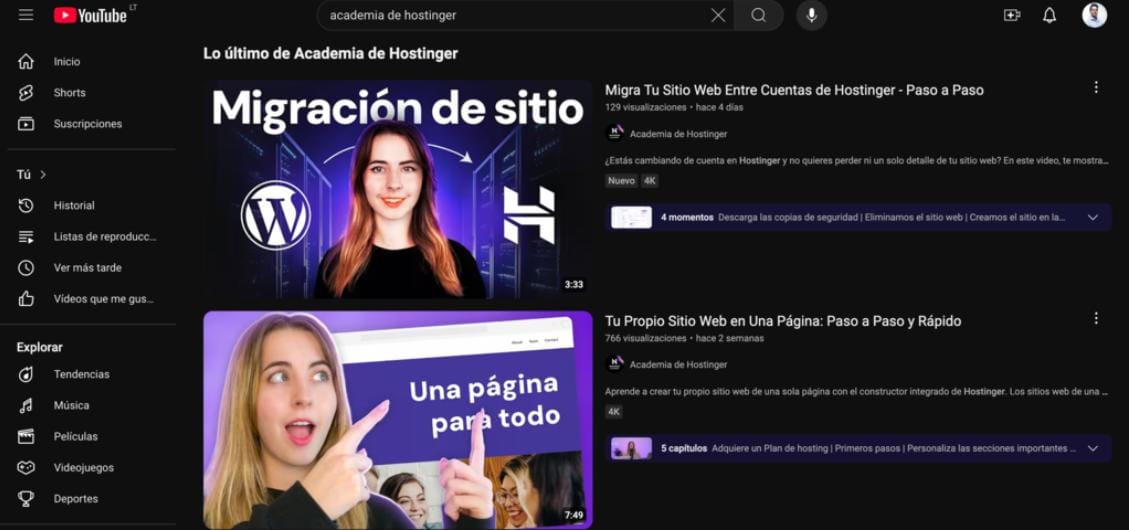 YouTube LT
academia de hostinger
Inicio
Shorts
Suscripciones
Tú
Historial
Listas de reproducc...
Ver más tarde
Vídeos que me gus...
Explorar
Tendencias
Música
Películas
Videojuegos
Deportes
Lo último de Academia de Hostinger
Migración de sitio
3:33
Migra Tu Sitio Web Entre Cuentas de Hostinger - Paso a Paso
129 visualizaciones • hace 4 días
Academia de Hostinger
¿Estás cambiando de cuenta en Hostinger y no quieres perder ni un solo detalle de tu sitio web? En este video, te mostra...
Nuevo 4K
4 momentos Descarga las copias de seguridad | Eliminamos el sitio web | Creamos el sitio en la...
About Team Contact
Una página
para todo
7:49
Tu Propio Sitio Web en Una Página: Paso a Paso y Rápido
766 visualizaciones • hace 2 semanas
Academia de Hostinger
Aprende a crear tu propio sitio web de una sola página con el constructor integrado de Hostinger. Los sitios web de una ...
4K
5 capítulos Adquiere un Plan de hosting | Primeros pasos | Personaliza las secciones importantes ...